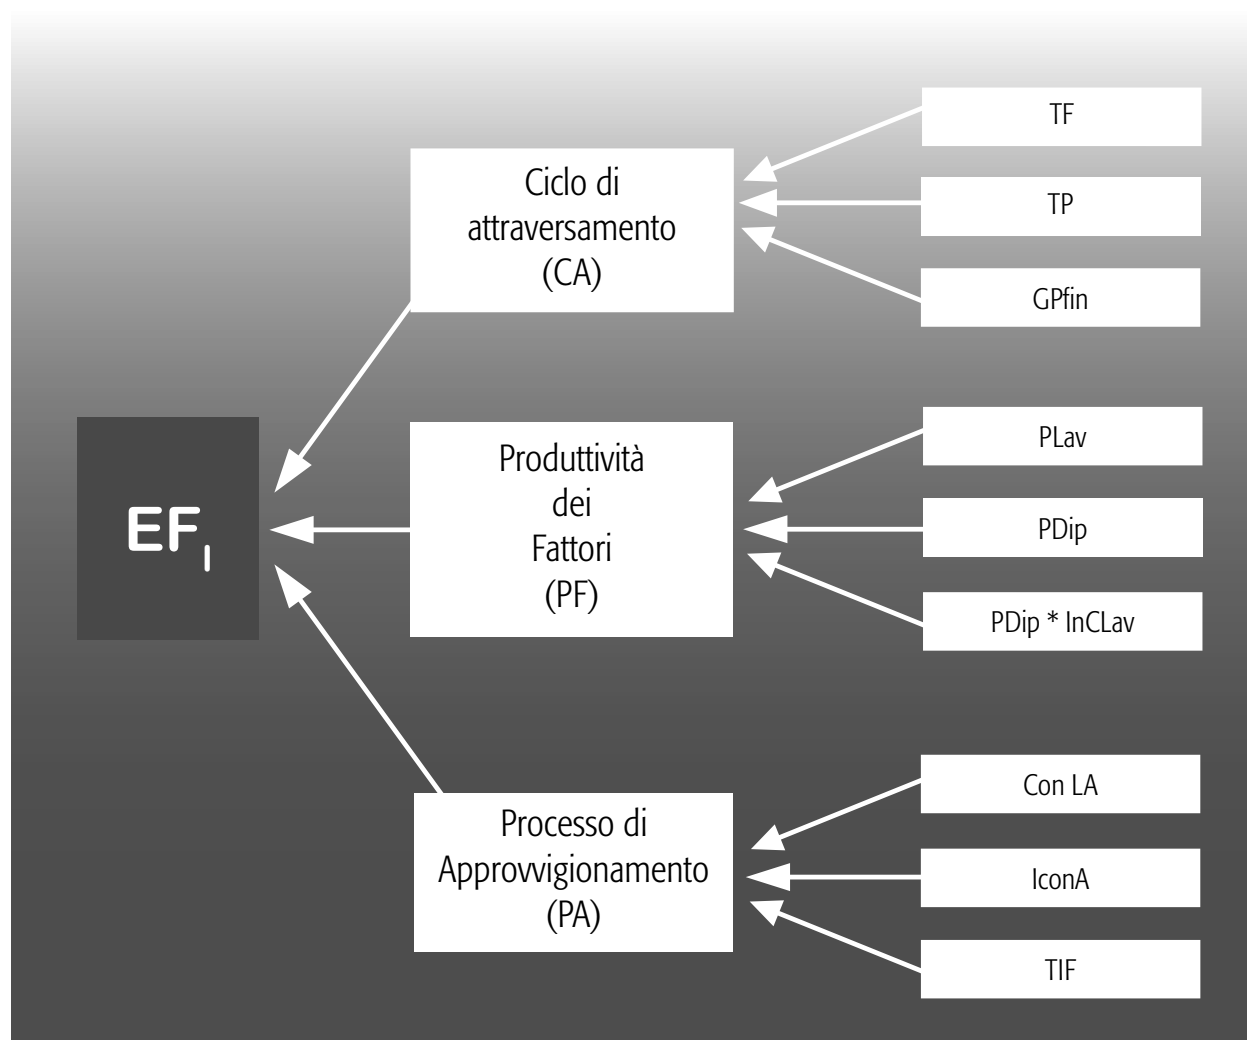 TF
Ciclo di
attraversamento
(CA)
TP
GPfin
PLav
Produttività
dei
Fattori
(PF)
PDip
PDip * InCLav
EF I
Con LA
Processo di
Approvvigionamento
(PA)
IconA
TIF